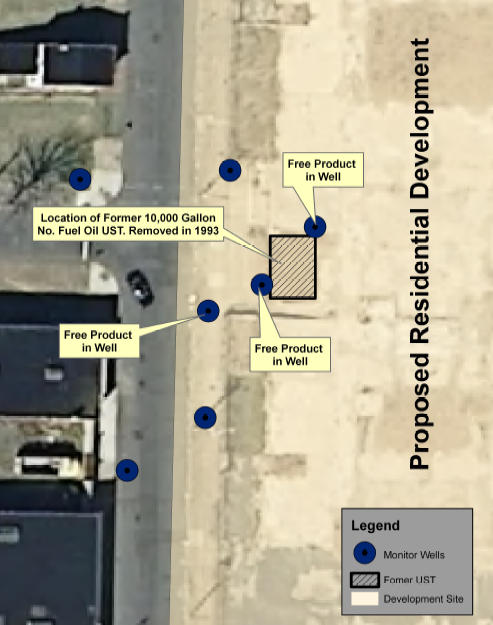 Free Product
in Well
Location of Former 10,000 Gallon
No. Fuel Oil UST. Removed in 1993
Free Product
in Well
Free Product
in Well
Proposed Residential Development
Legend
Monitor Wells
Fomer UST
Development Site